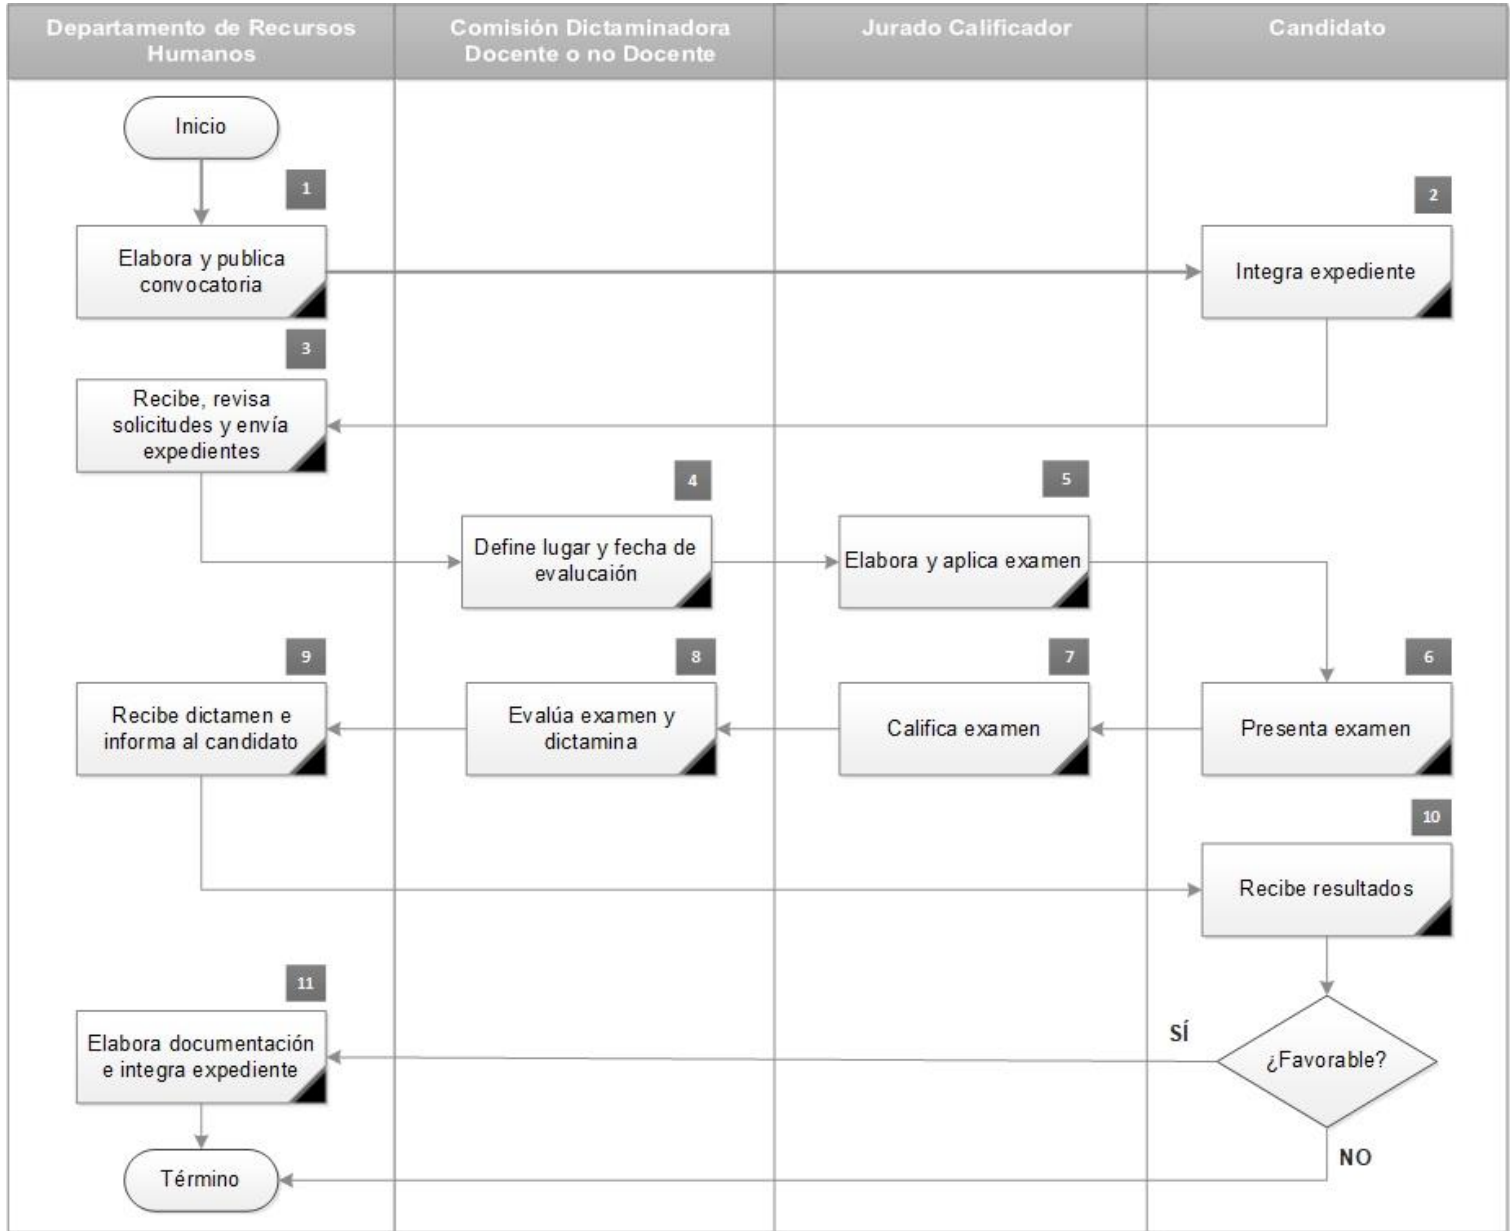 Departamento de Recursos
Humanos
Comisión Dictaminadora
Docente o no Docente
Jurado Calificador
Candidato
Inicio
1
Elabora y publica
convocatoria
2
Integra expediente
3
Recibe, revisa
solicitudes y envía
expedientes
4
Define lugar y fecha de
evalucaión
5
Elabora y aplica examen
6
Presenta examen
7
Califica examen
8
Evalúa examen y
dictamina
9
Recibe dictamen e
informa al candidato
10
Recibe resultados
¿Favorable?
SÍ
NO
11
Elabora documentación
e integra expediente
Término